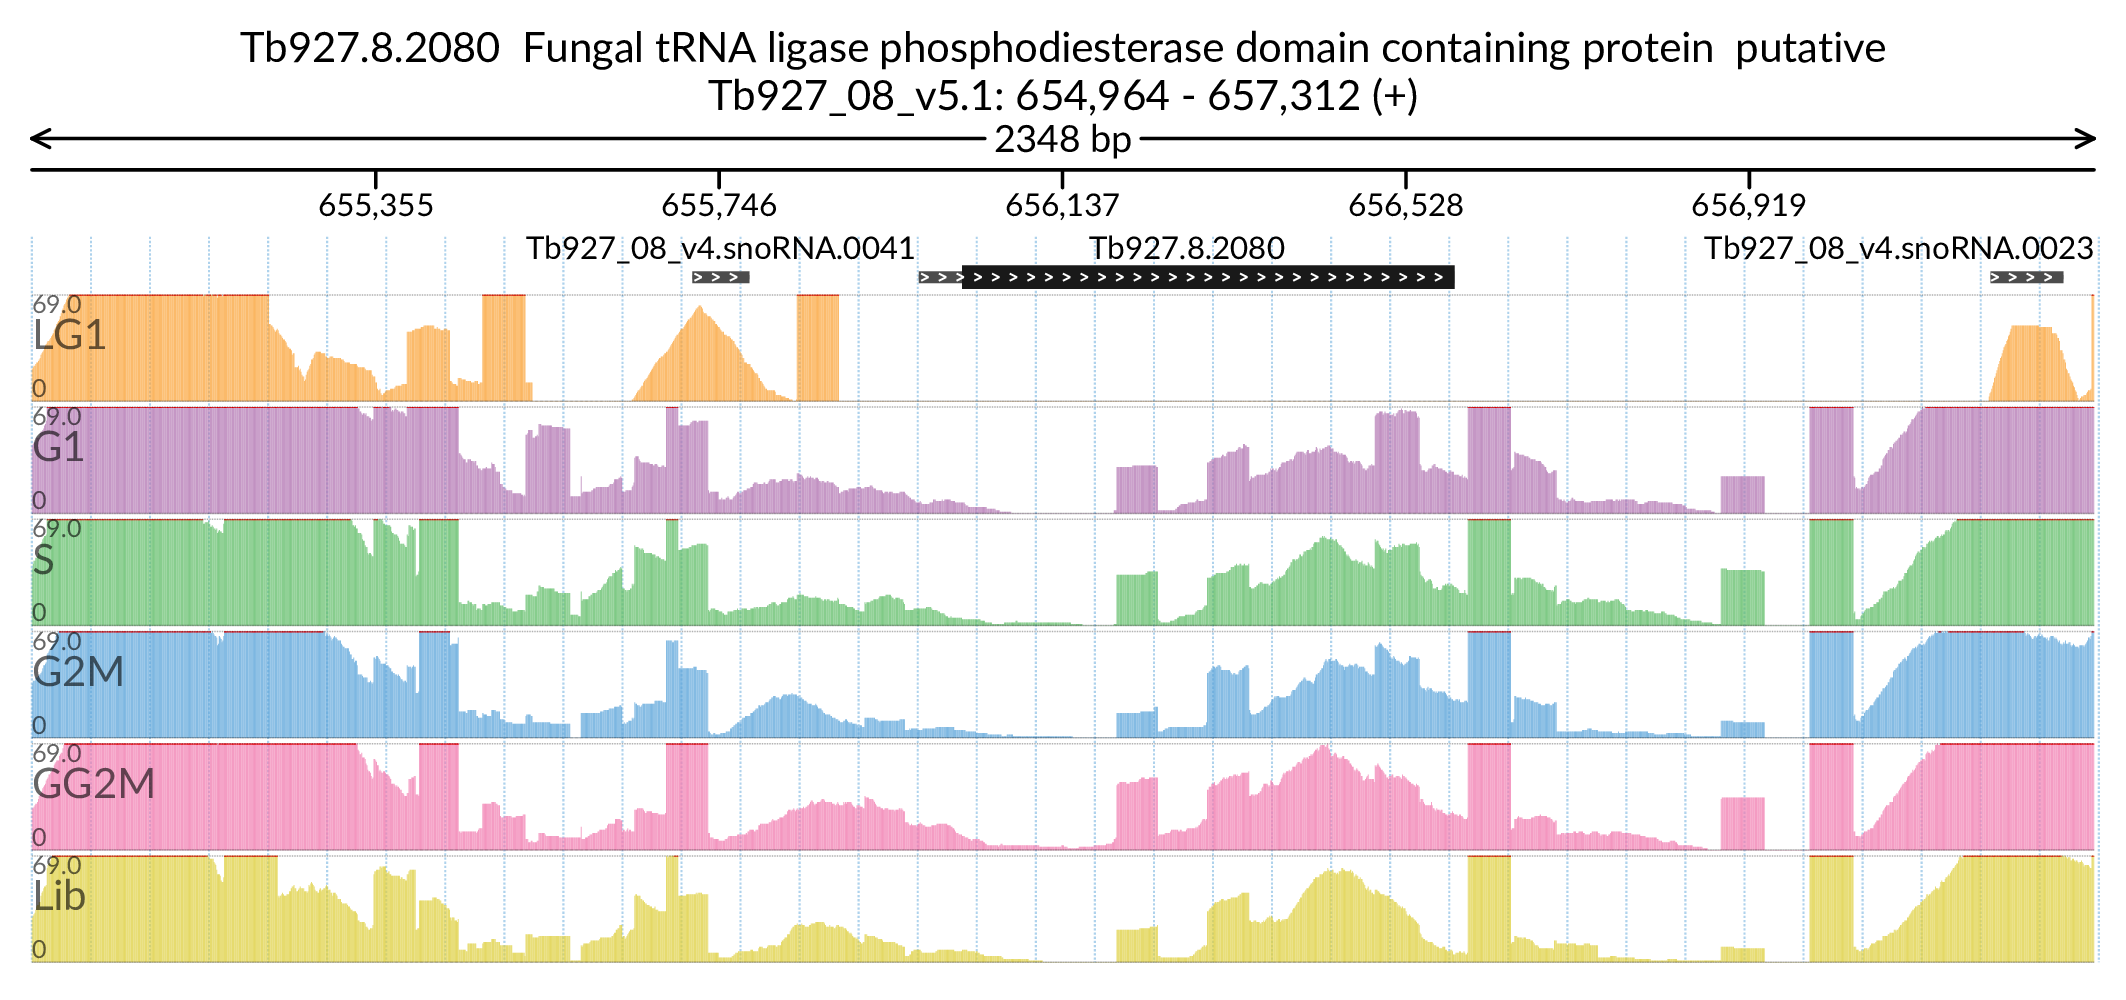 Tb927.8.2080  Fungal tRNA ligase phosphodiesterase domain containing protein  putative
Tb927_08_v5.1: 654,964 - 657,312 (+)
2348 bp
655,355 655,746 656,137 656,528 656,919
Tb927_08_v4.snoRNA.0041 Tb927.8.2080 Tb927_08_v4.snoRNA.0023
69.0
LG1
0
69.0
G1
0
69.0
S
0
69.0
G2M
0
69.0
GG2M
0
69.0
Lib
0